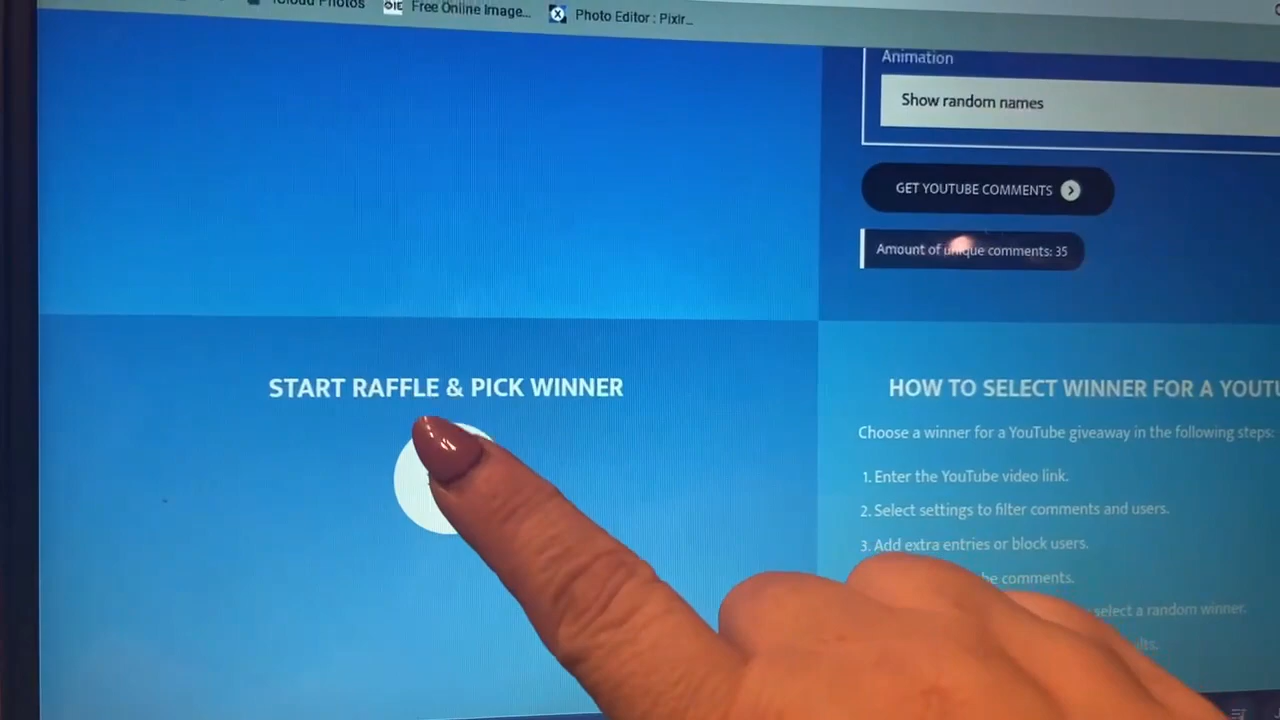 iCloud Photos
OIE Free Online Image...
X Photo Editor : Pixlr...
Animation
Show random names
GET YOUTUBE COMMENTS
Amount of unique comments: 35
START RAFFLE & PICK WINNER
HOW TO SELECT WINNER FOR A YOUTU
Choose a winner for a YouTube giveaway in the following steps:
1. Enter the YouTube video link.
2. Select settings to filter comments and users.
3. Add extra entries or block users.
comments.
select a random winner.